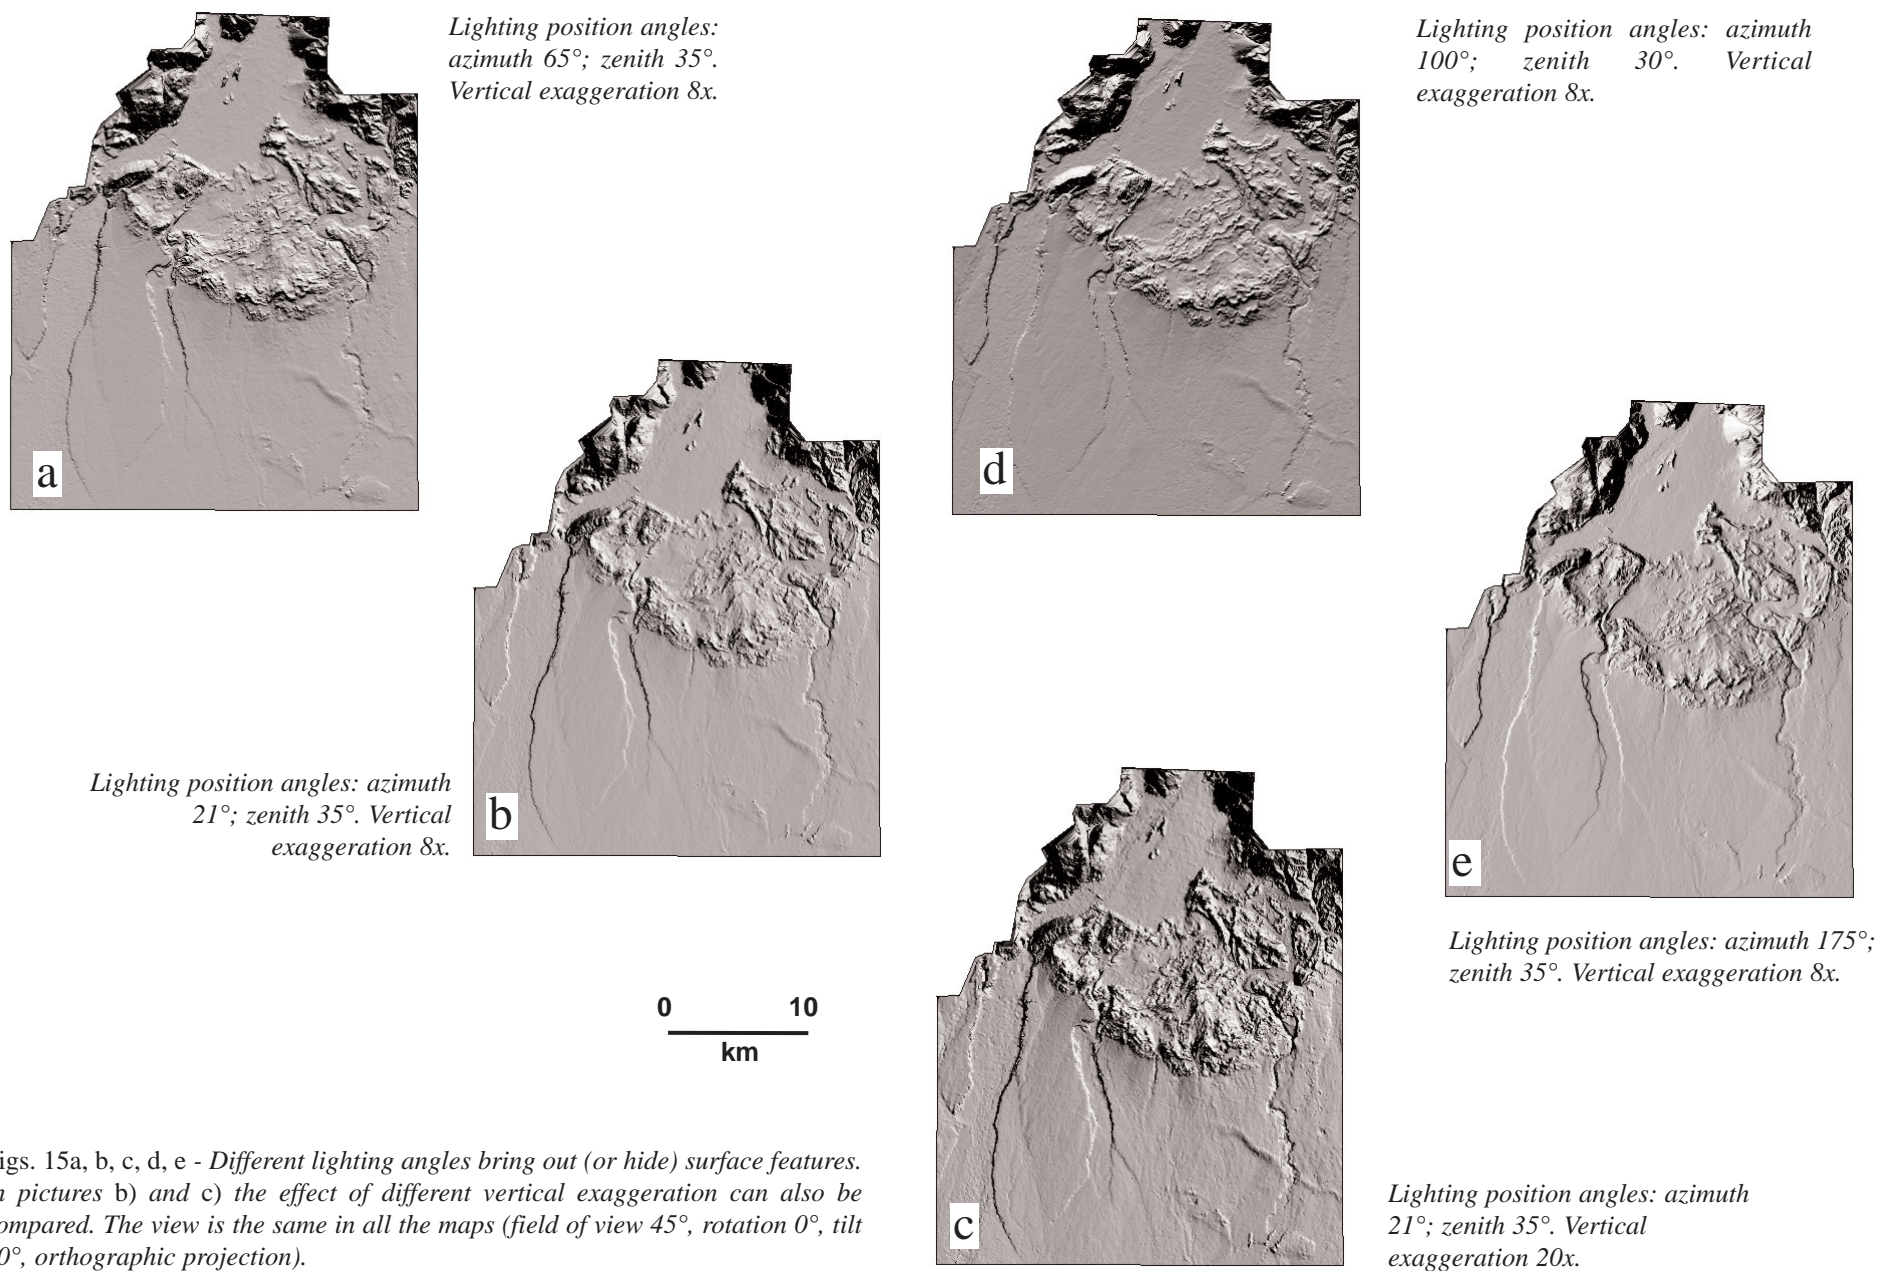 Lighting position angles:
azimuth 65°; zenith 35°.
Vertical exaggeration 8x.
a
Lighting position angles: azimuth
21°; zenith 35°. Vertical
exaggeration 8x.
b
Lighting position angles: azimuth
100°; zenith 30°. Vertical
exaggeration 8x.
d
e
Lighting position angles: azimuth 175°;
zenith 35°. Vertical exaggeration 8x.
0 10
km
c
Lighting position angles: azimuth
21°; zenith 35°. Vertical
exaggeration 20x.
igs. 15a, b, c, d, e - Different lighting angles bring out (or hide) surface features.
n pictures b) and c) the effect of different vertical exaggeration can also be
ompared. The view is the same in all the maps (field of view 45°, rotation 0°, tilt
0°, orthographic projection).